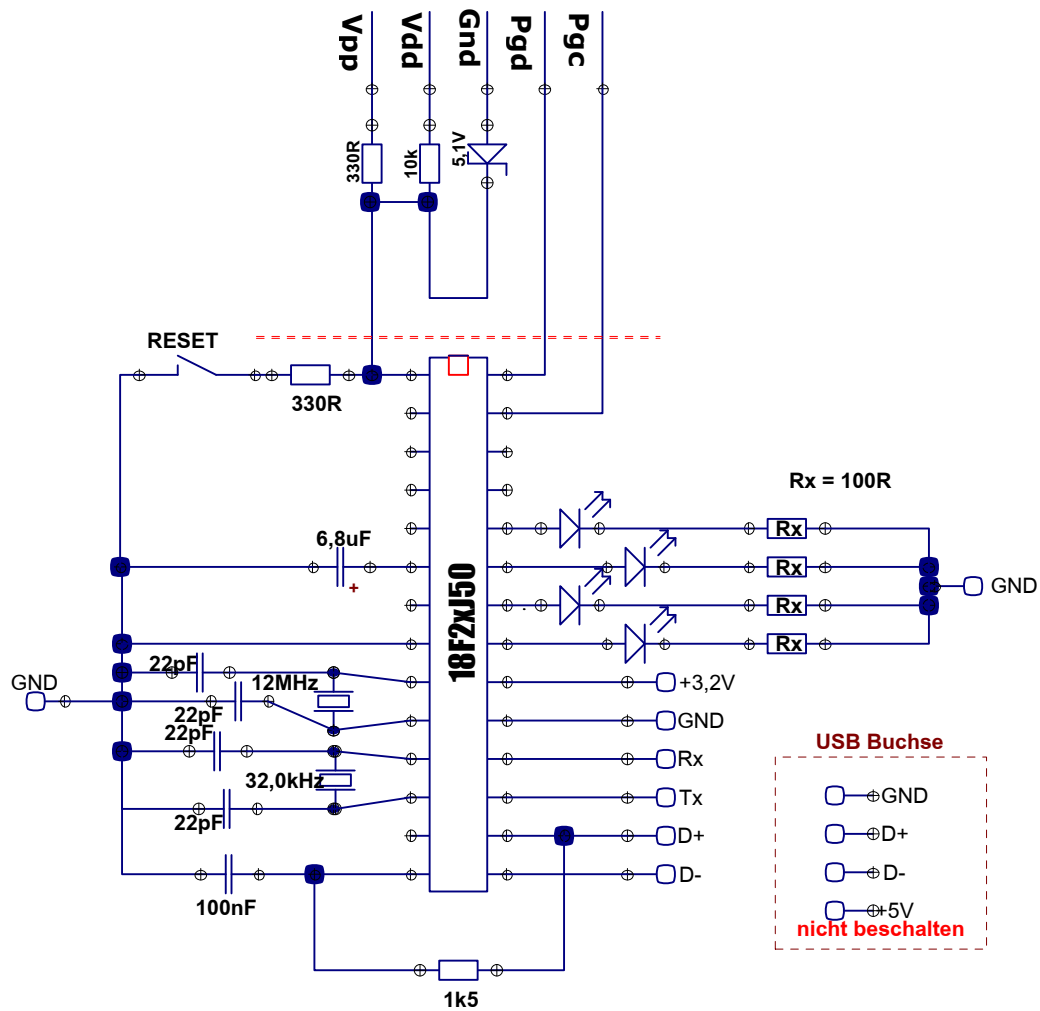 Vpp
Vdd
Gnd
Pgd
Pgc
330R
10k
5,1V
RESET
330R
Rx = 100R
6,8uF
+
18F2xJ50
Rx
Rx
Rx
Rx
GND
22pF
12MHz
+3,2V
GND
22pF
GND
22pF
Rx
32,0kHz
Tx
22pF
D+
D-
100nF
1k5
USB Buchse
GND
D+
D-
+5V
nicht beschalten